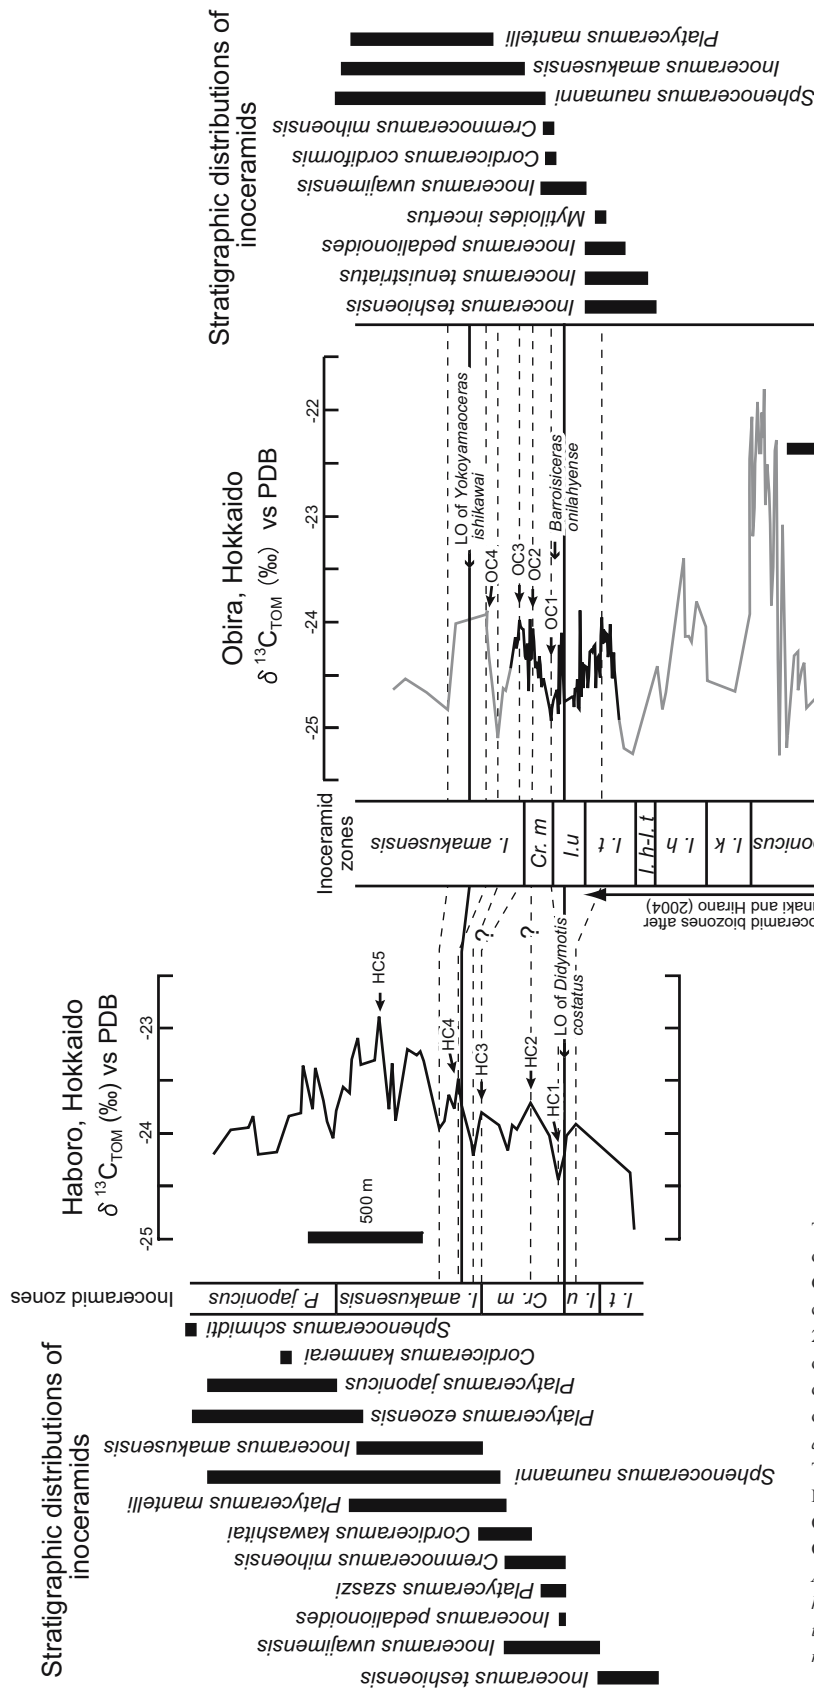 Stratigraphic distributions of
inoceramids
Platyceramus mantelli
Inoceramus amakusensis
Sphenoceramus naumanni
Cremnoceramus mihoensis
Cordiceramus cordiformis
Inoceramus uwajimensis
Mytiloides incertus
Inoceramus pedalionoides
Inoceramus tenuistriatus
Inoceramus teshioensis
Obira, Hokkaido
δ 13CTOM (‰) vs PDB
-25
-24
-23
-22
LO of Yokoyamaoceras
ishikawai
OC4
OC3
OC2
OC1
Barroisiceras
onilahyense
Inoceramid
zones
I. amakusensis
Cr. m
I.u
I. t
I. h-I. t
I. h
I. k
Haboro, Hokkaido
δ 13CTOM (‰) vs PDB
-25
-24
-23
500 m
HC5
HC4
HC3
HC2
HC1
?
?
LO of Didymotis
costatus
naki and Hirano (2004)
ceramid biozones after
Inoceramid zones
P. japonicus
I. amakusensis
Cr. m
I. u
I. t
Stratigraphic distributions of
inoceramids
Sphenoceramus schmidti
Cordiceramus kanmerai
Platyceramus japonicus
Platyceramus ezoensis
Inoceramus amakusensis
Sphenoceramus naumanni
Platyceramus mantelli
Cordiceramus kawashitai
Cremnoceramus mihoensis
Platyceramus szaszi
Inoceramus pedalionoides
Inoceramus uwajimensis
Inoceramus teshioensis